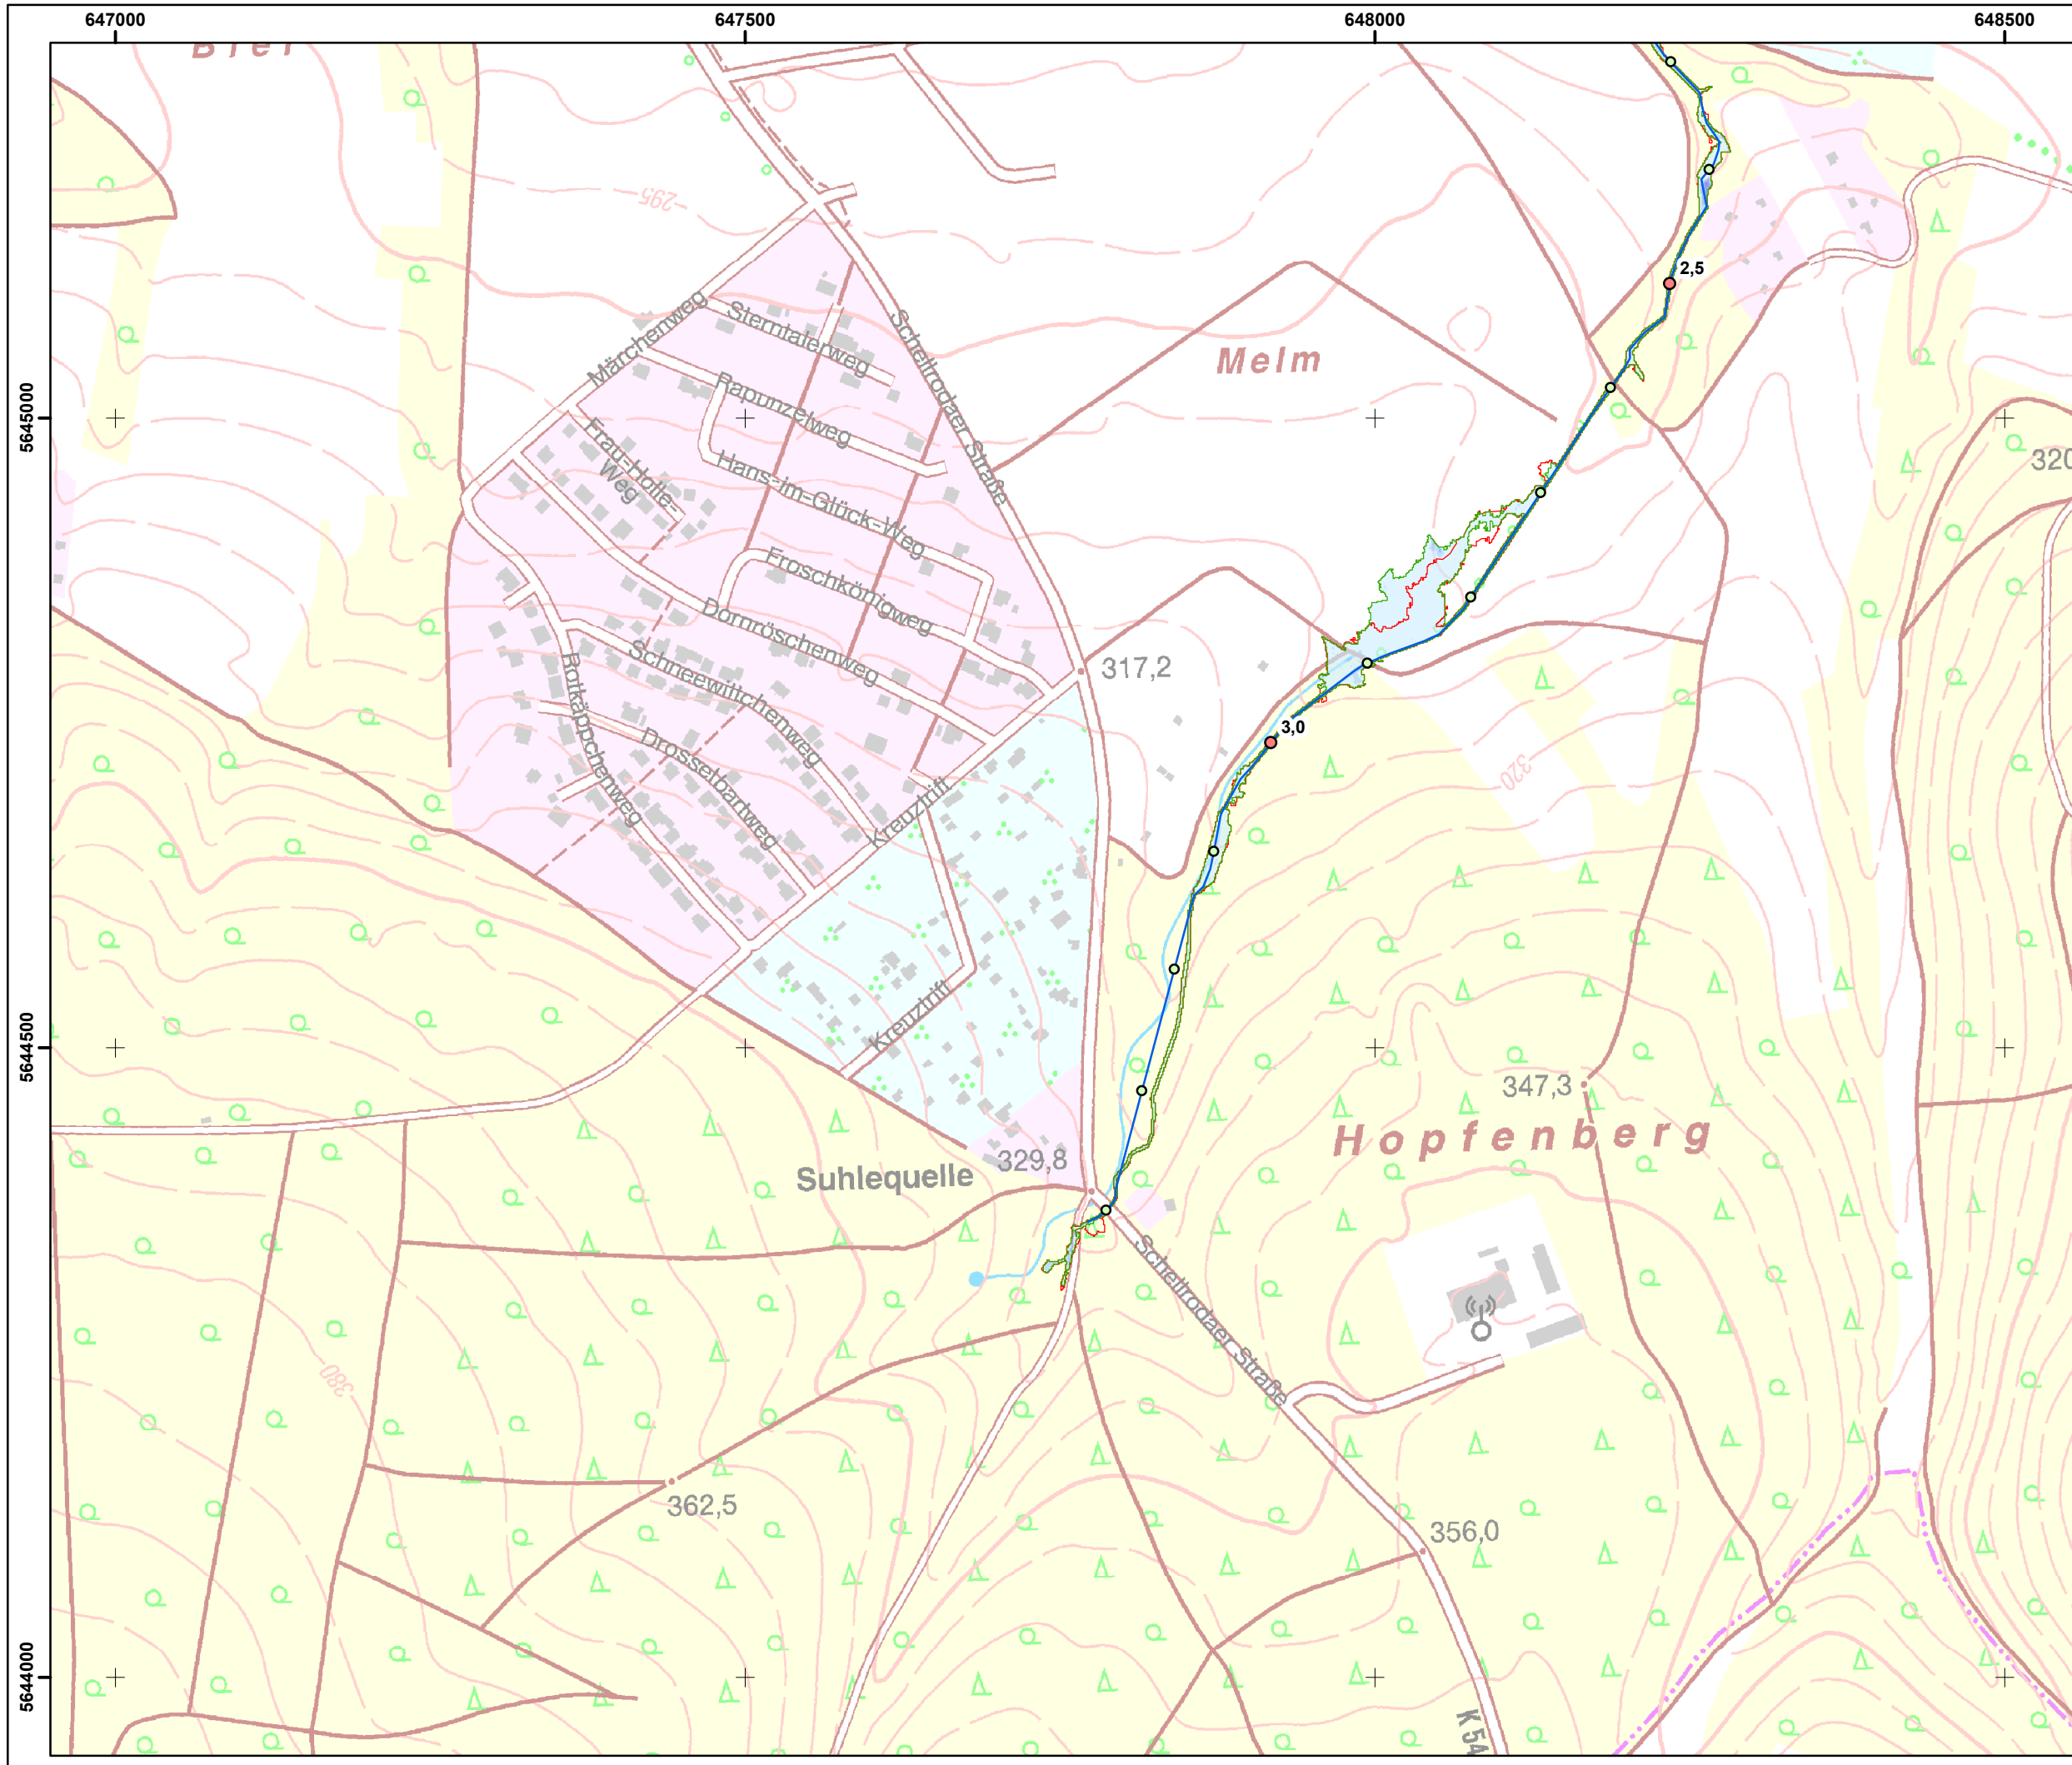 647000
647500
648000
648500
295
2,5
Melm
Märchenweg
Sterntalerweg
Schellrodaer Straße
Rapunzelweg
5645000
Frau-Holle-
Weg
Hans-im-Glück-Weg
320
Froschkönigweg
Dornröschenweg
Schneewittchenweg
317,2
Rotkäppchenweg
Drosselbartweg
3,0
320
Kreuztrift
5644500
Kreuztrift
347,3
Hopfenberg
329,8
Suhlequelle
Schellrodaer Straße
380
362,5
356,0
5644000
K 54